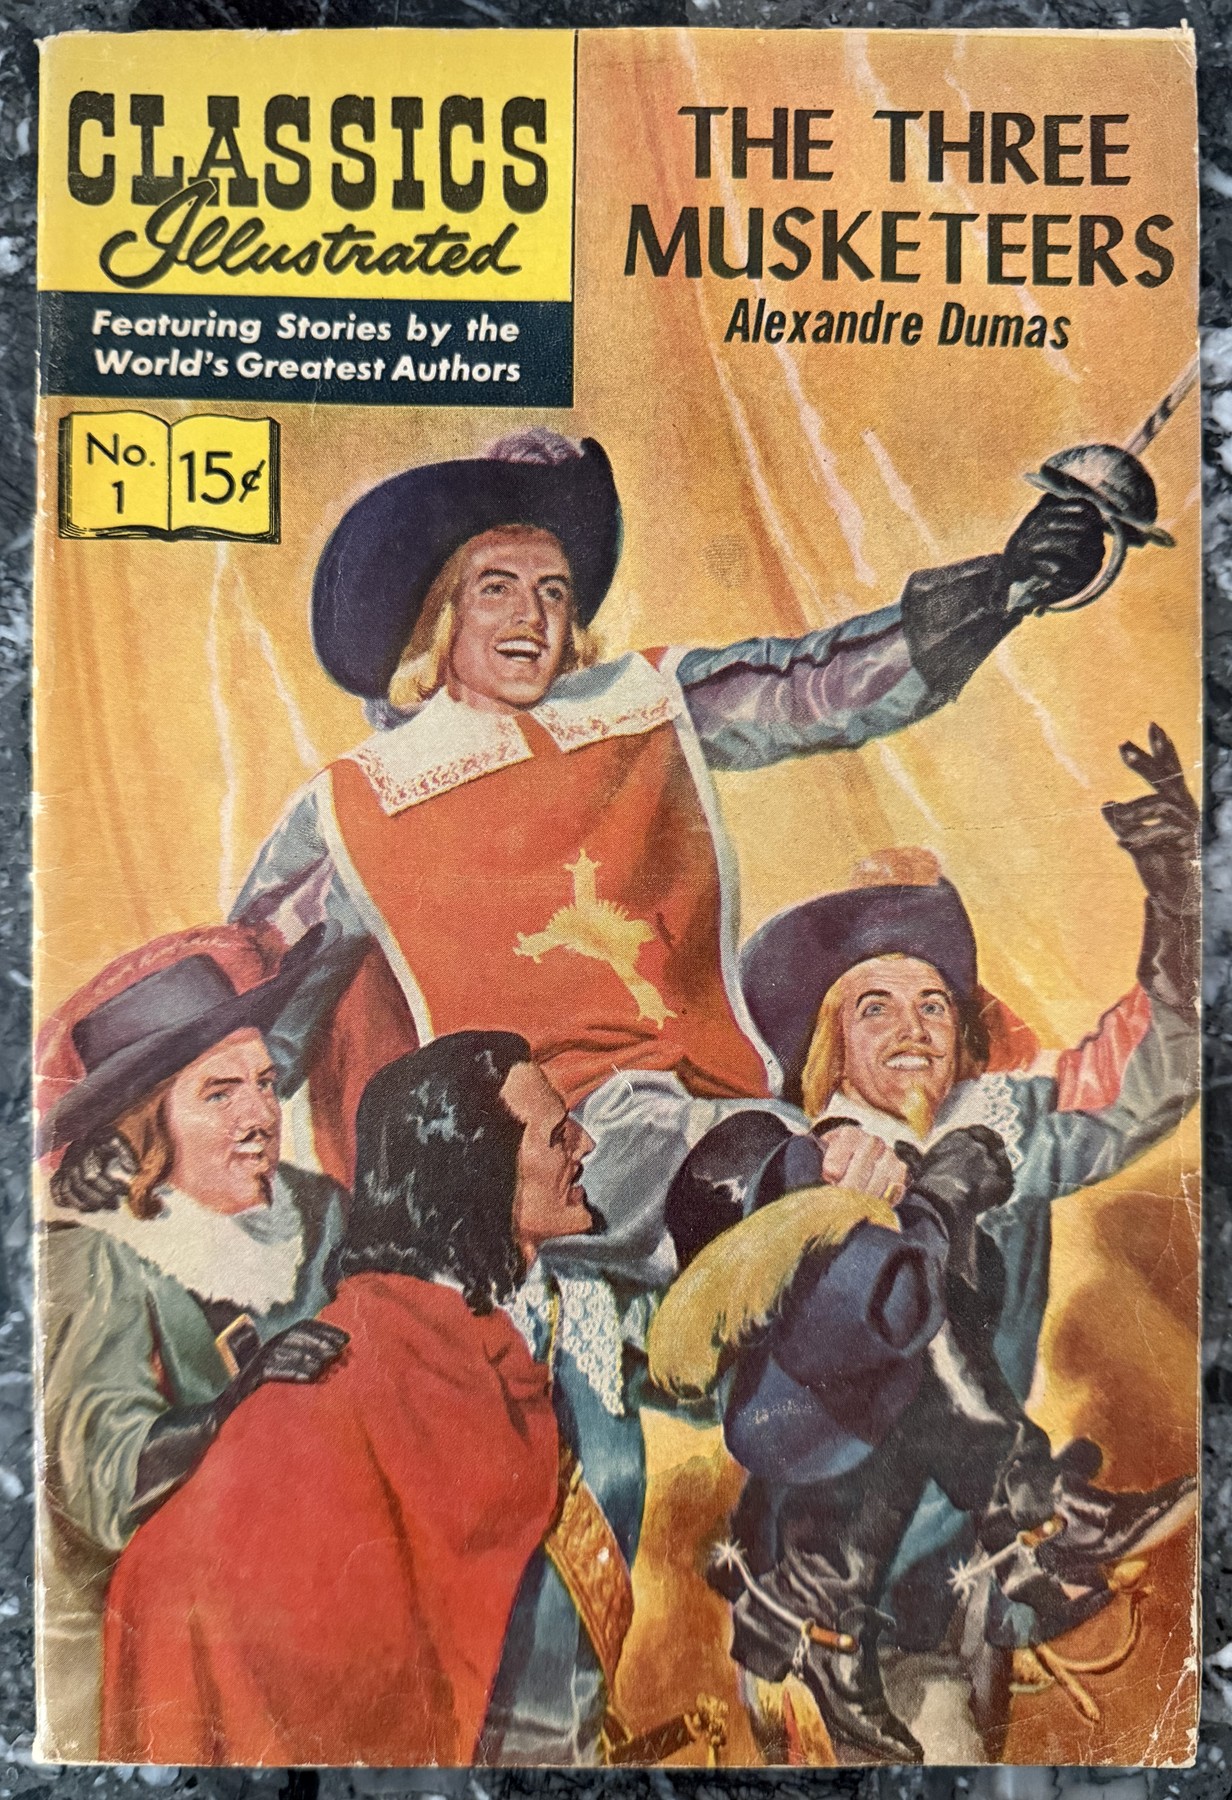 CLASSICS
Illustrated
Featuring Stories by the
World's Greatest Authors
No.
1
15¢
THE THREE
MUSKETEERS
Alexandre Dumas